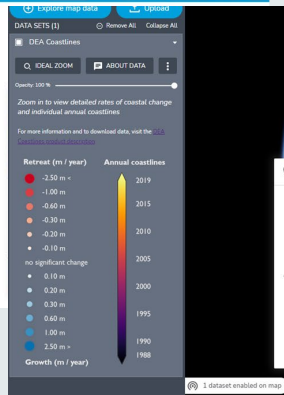 Explore map data
Upload
DATA SETS (1)
Remove All
Collapse All
DEA Coastlines
IDEAL ZOOM
ABOUT DATA
Opacity: 100 %
Zoom in to view detailed rates of coastal change
and individual annual coastlines
For more information and to download data, visit the DEA
Coastlines product description
Retreat (m / year)
-2.50 m <
-1.00 m
-0.60 m
-0.30 m
-0.20 m
-0.10 m
no significant change
0.10 m
0.20 m
0.30 m
0.60 m
1.00 m
2.50 m >
Growth (m / year)
Annual coastlines
2019
2015
2010
2005
2000
1995
1990
1988
1 dataset enabled on map